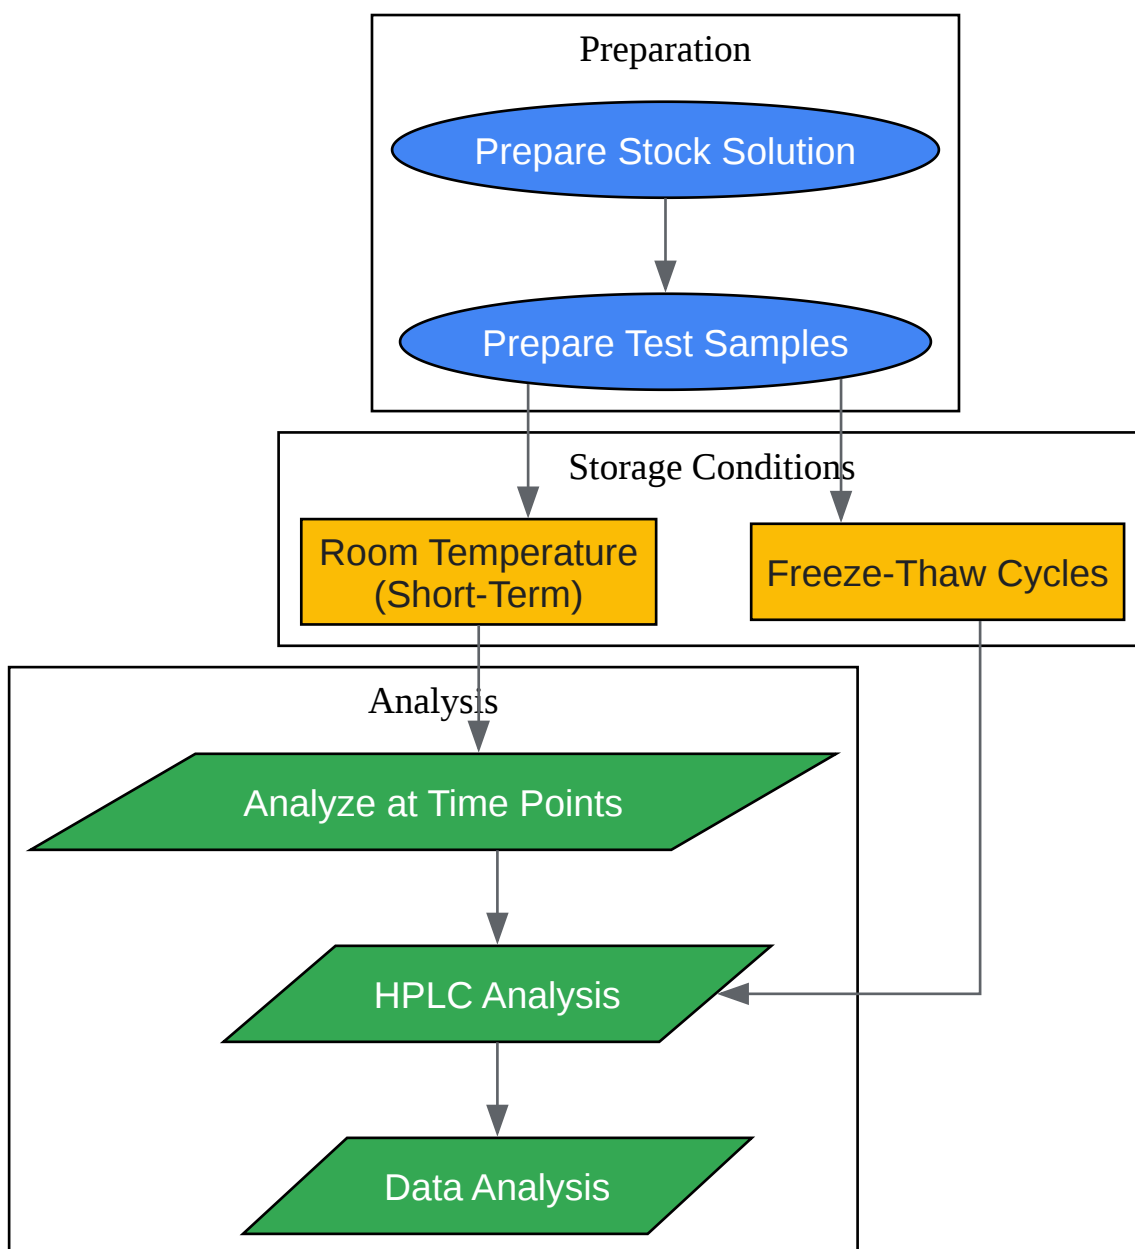 Preparation
Prepare Stock Solution
Prepare Test Samples
Storage Conditions
Room Temperature
(Short-Term)
Freeze-Thaw Cycles
Analysis
Analyze at Time Points
HPLC Analysis
Data Analysis